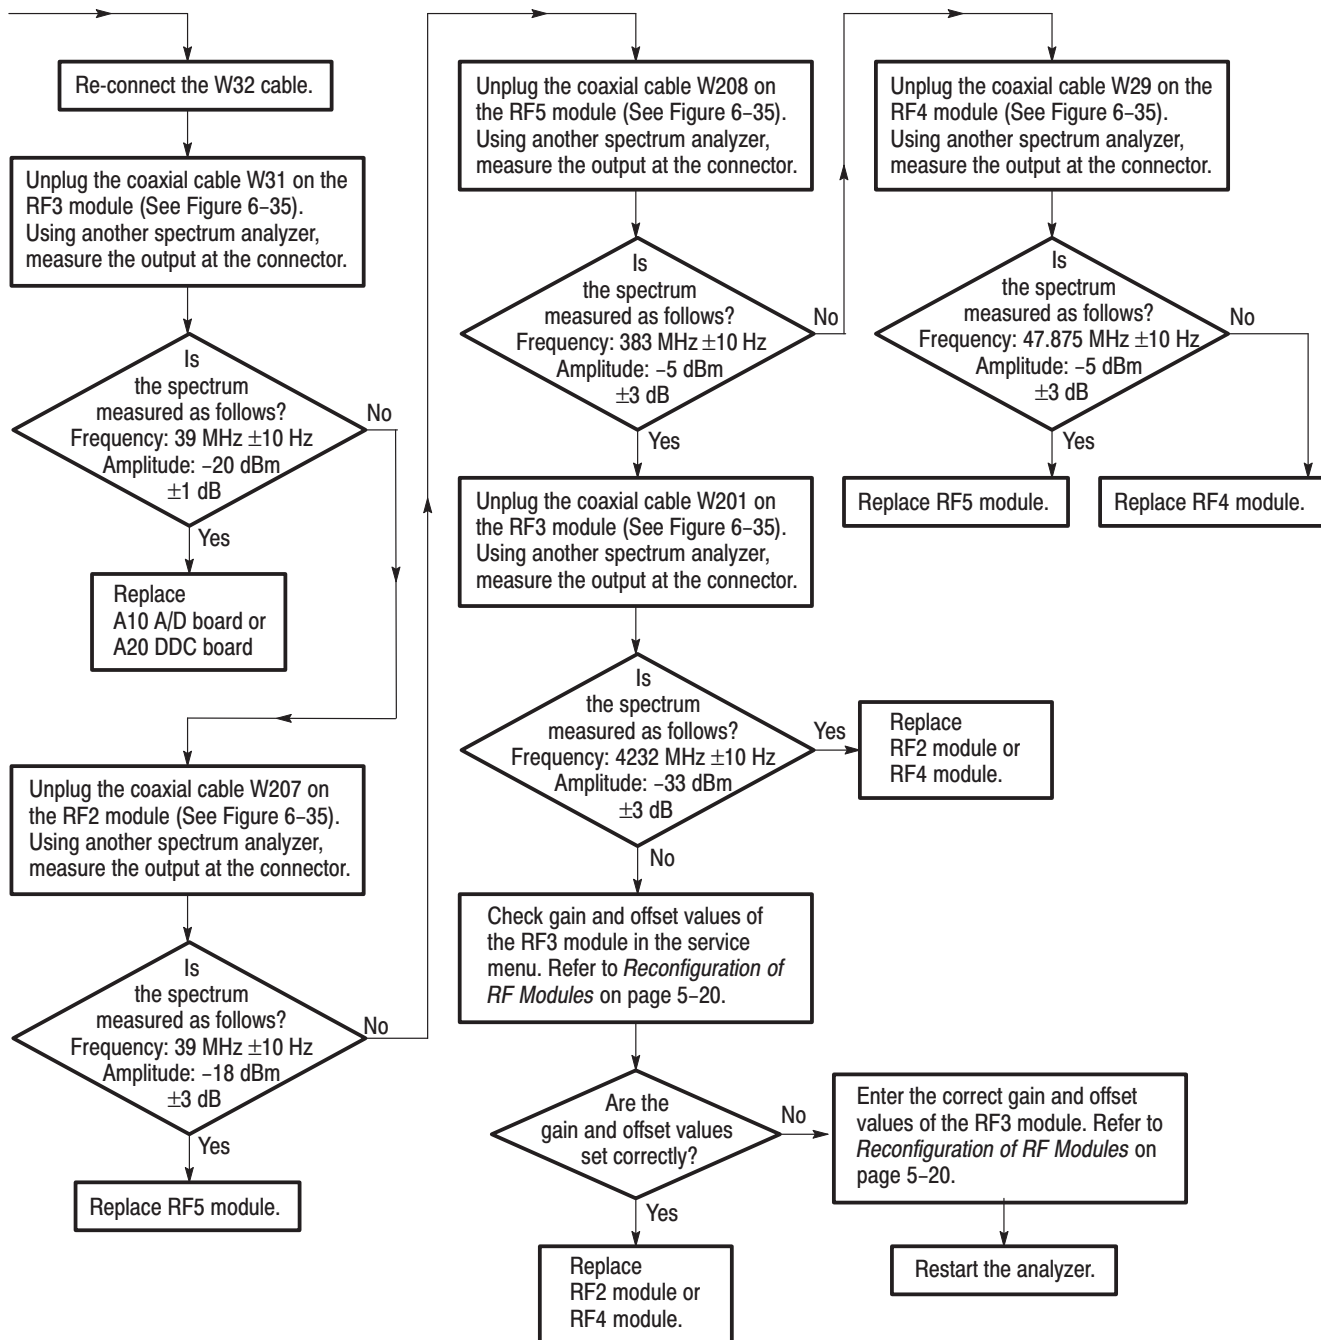 Re-connect the W32 cable.
Unplug the coaxial cable W31 on the
RF3 module (See Figure 6–35).
Using another spectrum analyzer,
measure the output at the connector.
Is
the spectrum
measured as follows?
Frequency: 39 MHz ±10 Hz
Amplitude: –20 dBm
±1 dB
No
Yes
Replace
A10 A/D board or
A20 DDC board
Unplug the coaxial cable W207 on
the RF2 module (See Figure 6–35).
Using another spectrum analyzer,
measure the output at the connector.
Is
the spectrum
measured as follows?
Frequency: 39 MHz ±10 Hz
Amplitude: –18 dBm
±3 dB
No
Yes
Replace RF5 module.
Unplug the coaxial cable W208 on
the RF5 module (See Figure 6–35).
Using another spectrum analyzer,
measure the output at the connector.
Is
the spectrum
measured as follows?
Frequency: 383 MHz ±10 Hz
Amplitude: –5 dBm
±3 dB
No
Yes
Unplug the coaxial cable W201 on
the RF3 module (See Figure 6–35).
Using another spectrum analyzer,
measure the output at the connector.
Is
the spectrum
measured as follows?
Frequency: 4232 MHz ±10 Hz
Amplitude: –33 dBm
±3 dB
Yes
Replace
RF2 module or
RF4 module.
No
Check gain and offset values of
the RF3 module in the service
menu. Refer to Reconfiguration of
RF Modules on page 5–20.
Are the
gain and offset values
set correctly?
No
Enter the correct gain and offset
values of the RF3 module. Refer to
Reconfiguration of RF Modules on
page 5–20.
Restart the analyzer.
Yes
Replace
RF2 module or
RF4 module.
Unplug the coaxial cable W29 on the
RF4 module (See Figure 6–35).
Using another spectrum analyzer,
measure the output at the connector.
Is
the spectrum
measured as follows?
Frequency: 47.875 MHz ±10 Hz
Amplitude: –5 dBm
±3 dB
No
Yes
Replace RF5 module.
Replace RF4 module.